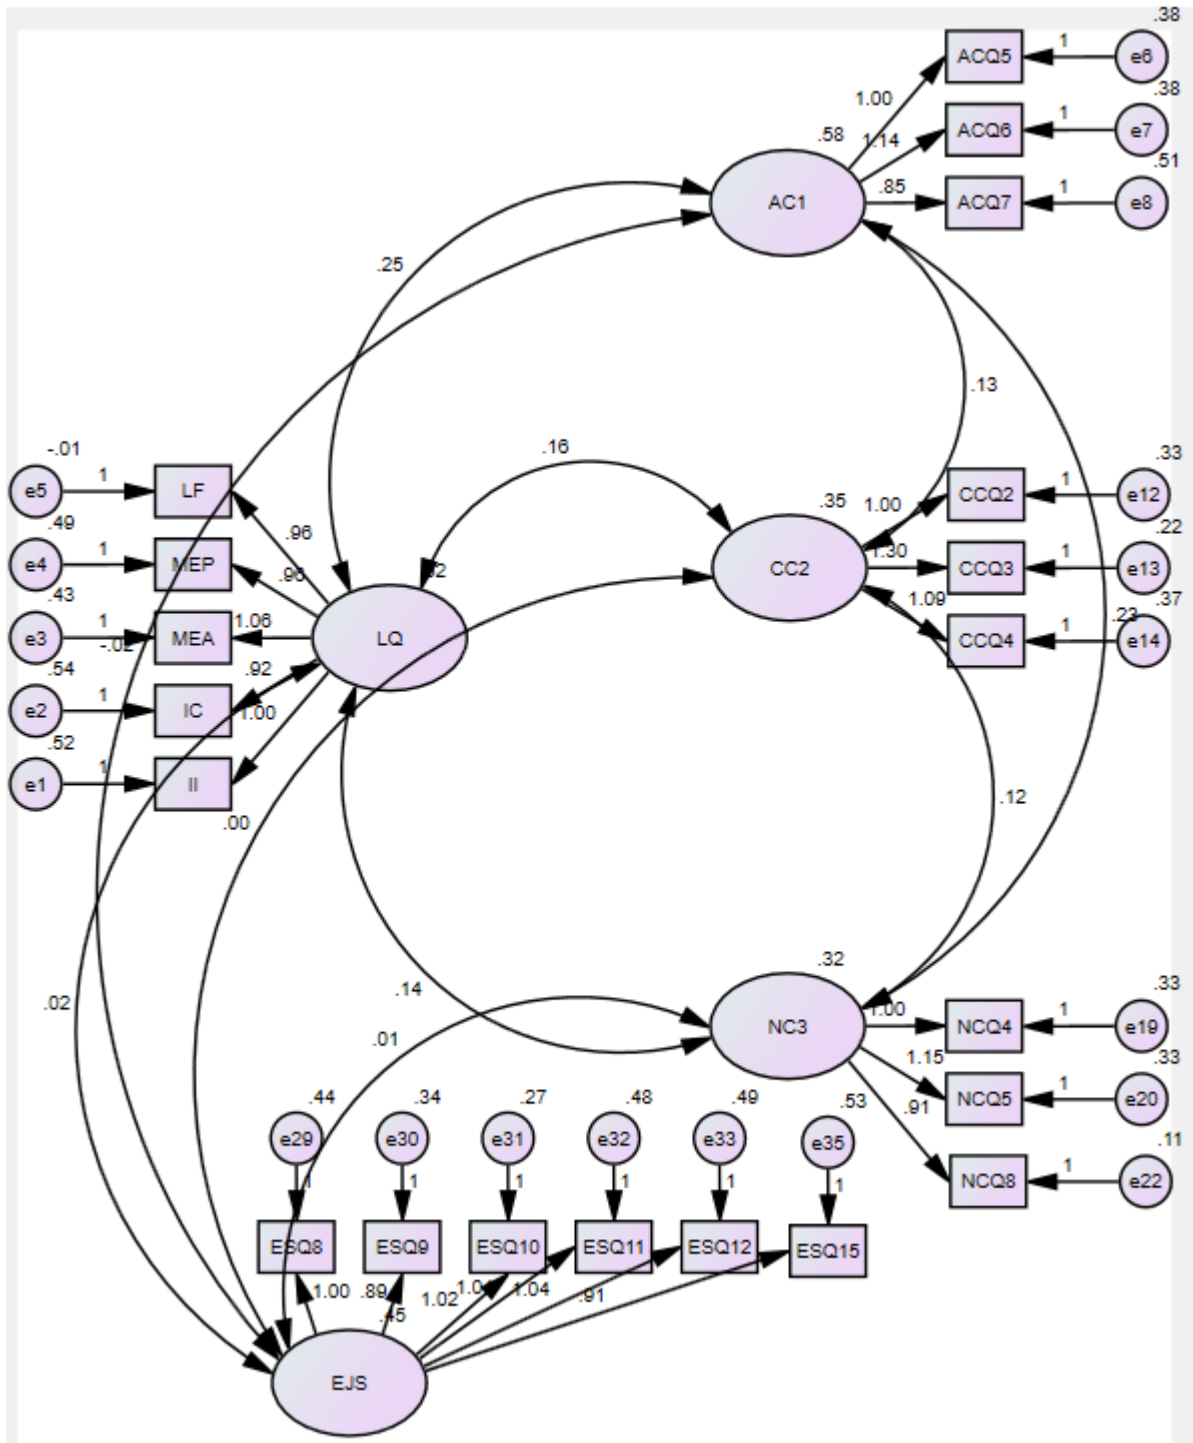 .38
ACQ5 1 e6
1.00 .38
.58 1.14 ACQ6 1 e7
.51
AC1 .85 ACQ7 1 e8
.25
.13
-.01 .16 .33
e5 1 LF .35 1.00 CCQ2 1 e12
.49 .96 .22
e4 1 MEP .96 CC2 1.30 CCQ3 1 e13
.43 1.09 .37
e3 1 MEA 1.06 LQ CCQ4 1 .23 e14
-.02
.54 .92
e2 1 IC 1.00
.52
e1 1 II
.00 .12
.32
.02 .14 .33
.01 NC3 1.00 NCQ4 1 e19
1.15 .33
.44 .34 .27 .48 .49 .53 .91 NCQ5 1 e20
e29 e30 e31 e32 e33 e35 .11
1 1 1 1 1 1 NCQ8 1 e22
ESQ8 ESQ9 ESQ10 ESQ11 ESQ12 ESQ15
1.00 .89 1.02 1.04 .91
.45
EJS